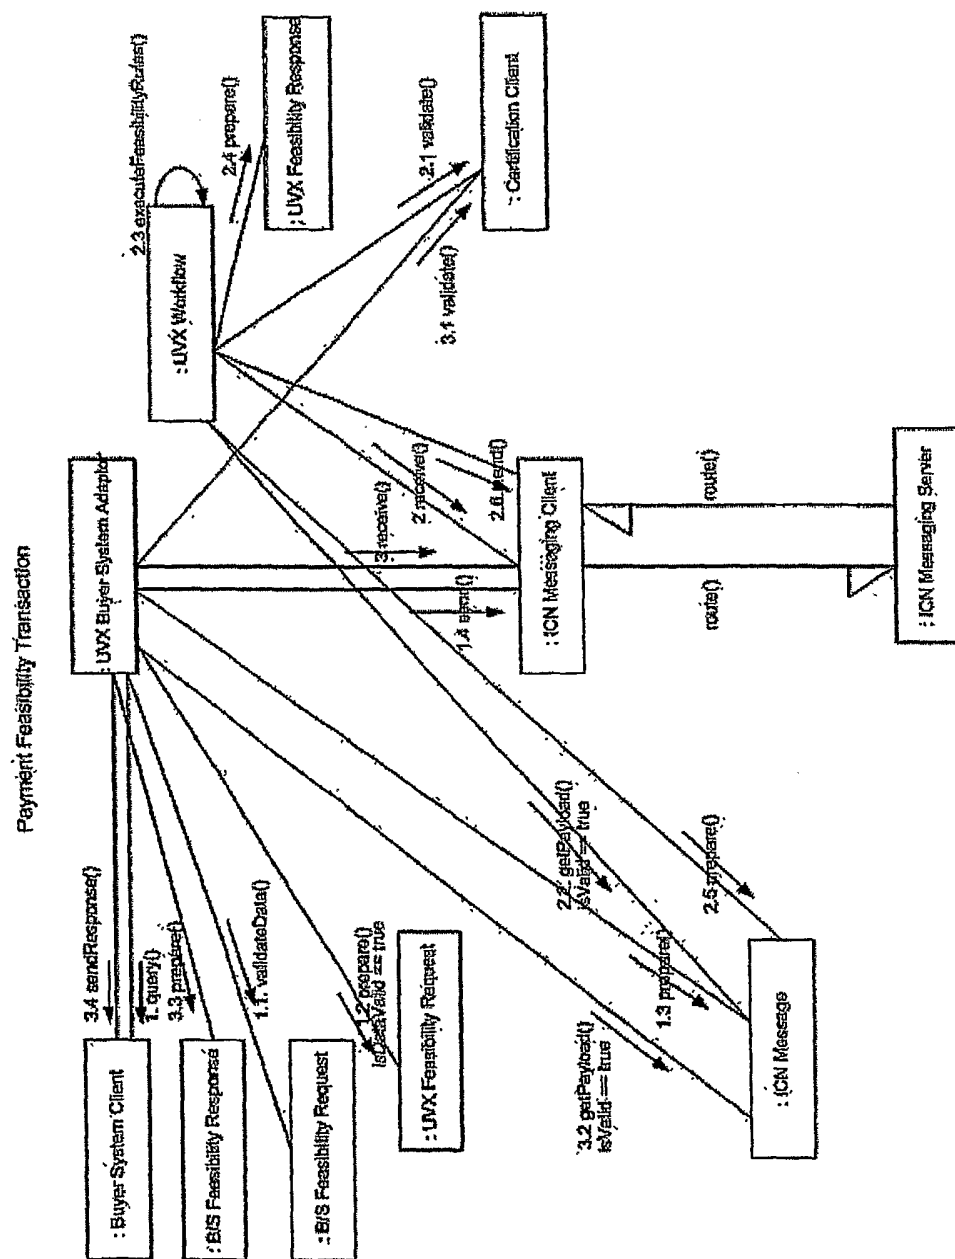 Payment Feasibility Transaction
: Buyer System Client
: B/S Feasibility Response
: B/S Feasibility Request
: UVX Feasibility Request
: ICN Message
3.4 sendResponse()
1. query()
3.3 prepare()
1.1. validateData()
1.2 prepare()
isDataValid == true
3.2 getPayload()
isValid == true
1.3 prepare()
2.2. getPayload()
isValid == true
2.5 prepare()
: UVX Buyer System Adaptor
1.4 send()
3 receive()
2 receive()
2.6 send()
: ICN Messaging Client
route()
route()
: ICN Messaging Server
: UVX Workflow
2.3 executeFeasibilityRules()
2.4 prepare()
: UVX Feasibility Response
3.1 validate()
2.1 validate()
: Certification Client